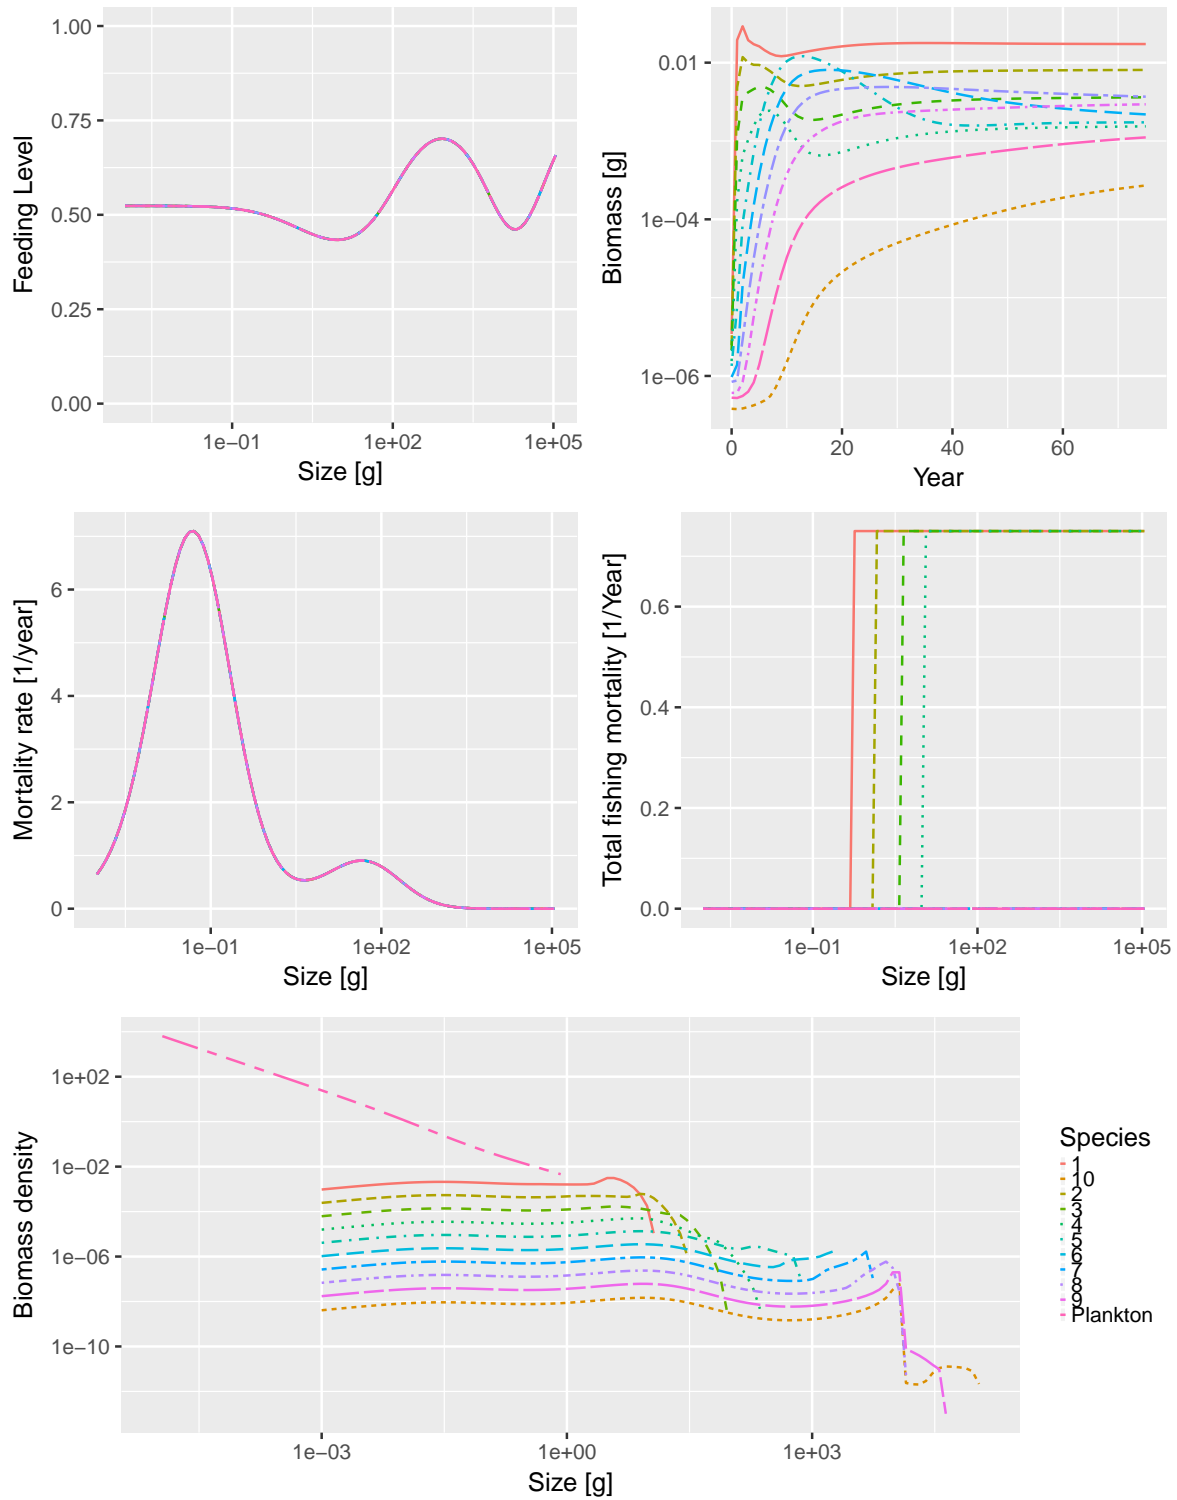 1.00
0.75
0.50
0.25
0.00
Feeding Level
1e−01
1e+02
1e+05
Size [g]
0.01
1e−04
1e−06
Biomass [g]
0
20
40
60
Year
6
4
2
0
Mortality rate [1/year]
1e−01
1e+02
1e+05
Size [g]
0.6
0.4
0.2
0.0
Total fishing mortality [1/Year]
1e−01
1e+02
1e+05
Size [g]
1e+02
1e−02
1e−06
1e−10
Biomass density
1e−03
1e+00
1e+03
Size [g]
Species
1
10
2
3
4
5
6
7
8
9
Plankton